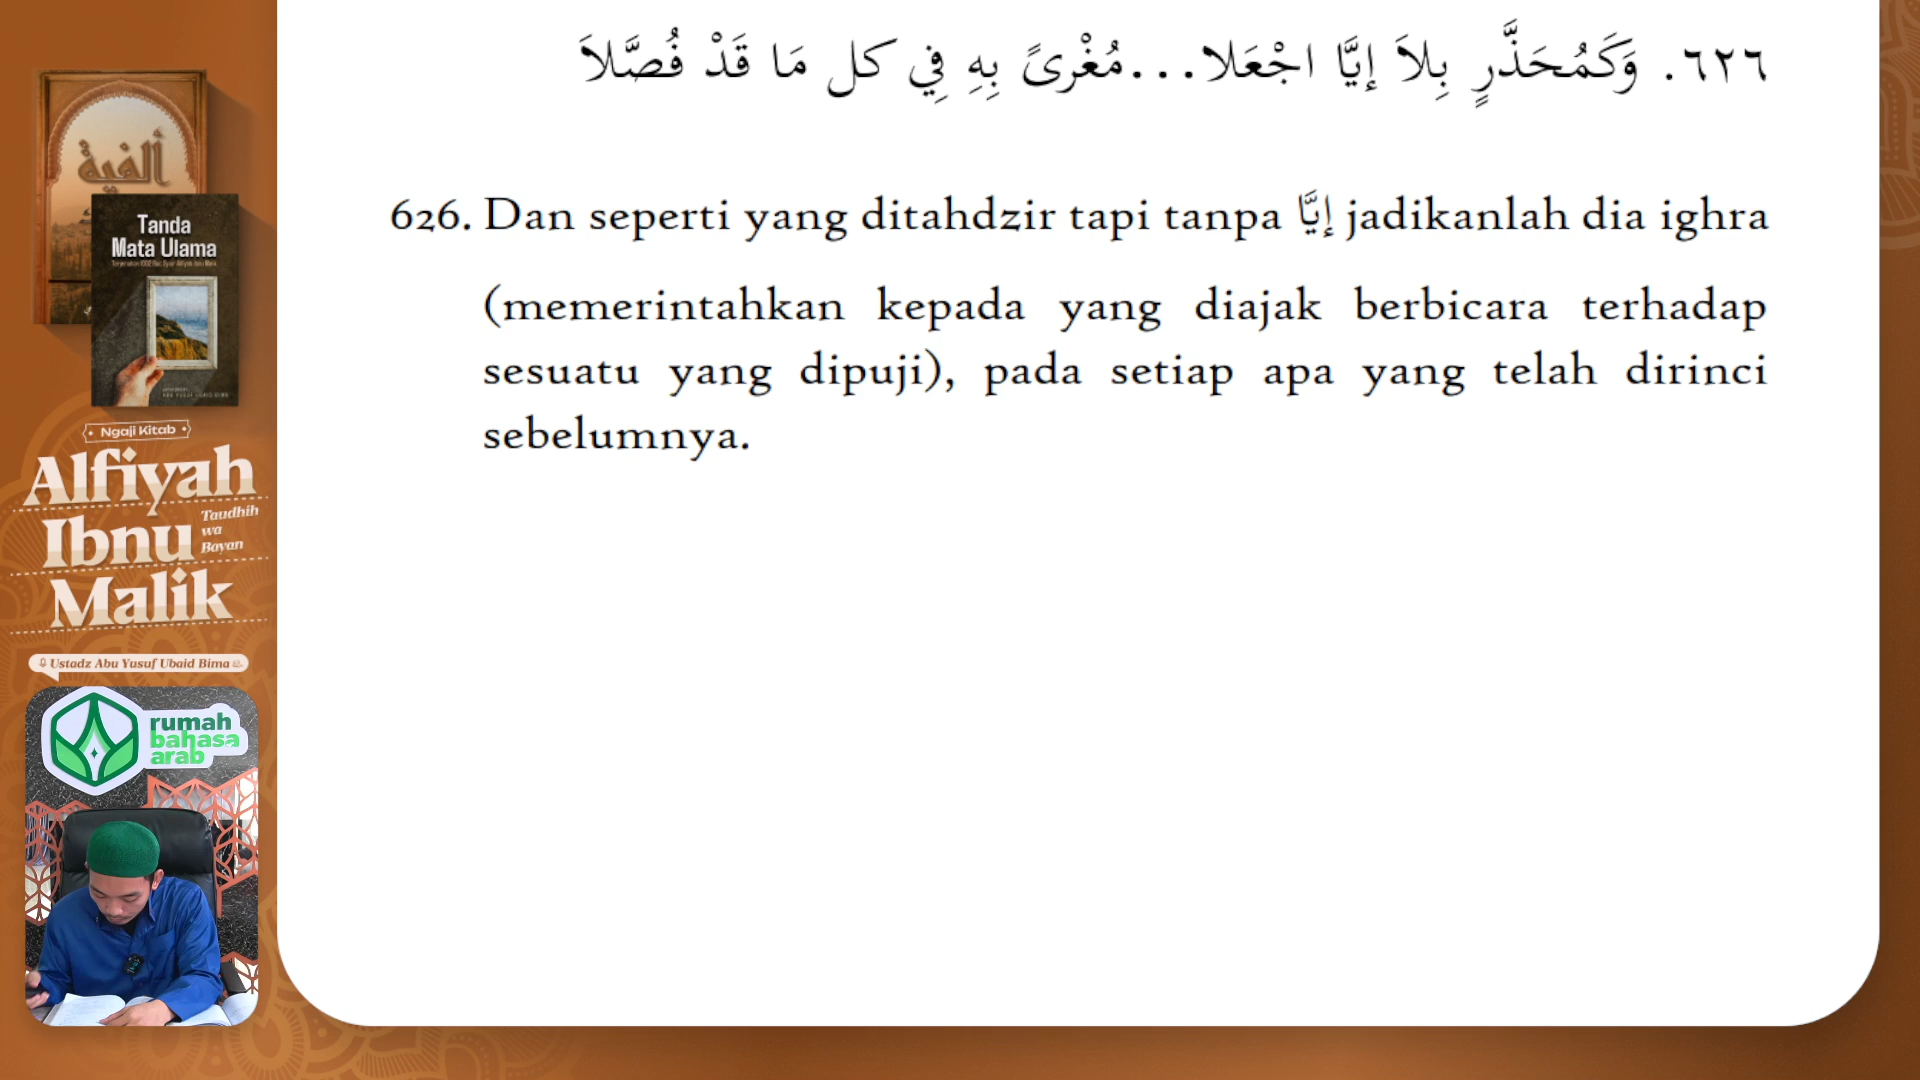 ٦٢٦. وَكَمُحَذَّرٍ بِلاَ إيَّا اجْعَلا...مُغْرىً بِهِ فِي كل مَا قَدْ فُصَّلاَ
626. Dan seperti yang ditahdzir tapi tanpa إيَّا jadikanlah dia ighra
(memerintahkan kepada yang diajak berbicara terhadap
sesuatu yang dipuji), pada setiap apa yang telah dirinci
sebelumnya.
ألفية
Tanda
Mata Ulama
Ngaji Kitab
Alfiyah
Ibnu
Malik
Taudhih
wa
Bayan
Ustadz Abu Yusuf Ubaid Bima
rumah
bahasa
arab